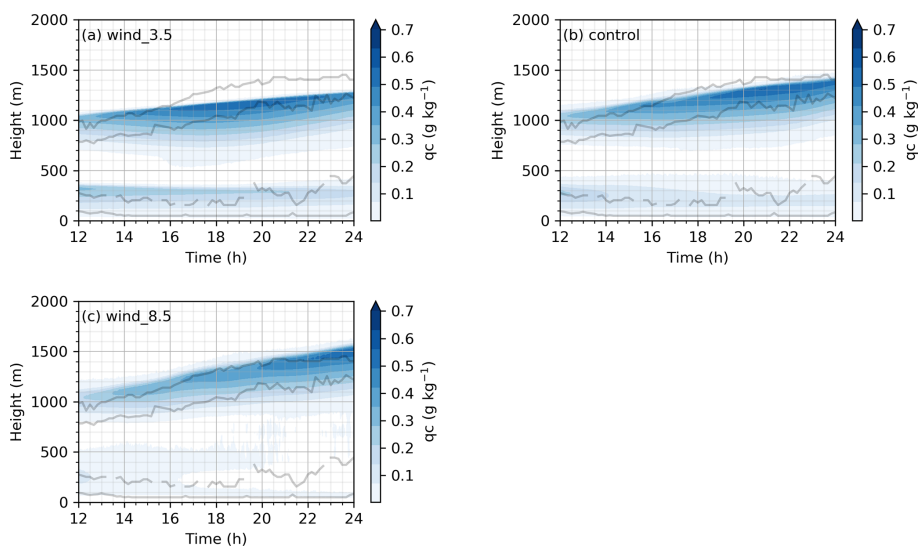 (a) wind_3.5
Height (m)
2000
1500
1000
500
0
12 14 16 18 20 22 24
Time (h)
0.7
0.6
0.5
0.4
0.3
0.2
0.1
qc (g kg⁻¹)
(b) control
Height (m)
2000
1500
1000
500
0
12 14 16 18 20 22 24
Time (h)
0.7
0.6
0.5
0.4
0.3
0.2
0.1
qc (g kg⁻¹)
(c) wind_8.5
Height (m)
2000
1500
1000
500
0
12 14 16 18 20 22 24
Time (h)
0.7
0.6
0.5
0.4
0.3
0.2
0.1
qc (g kg⁻¹)